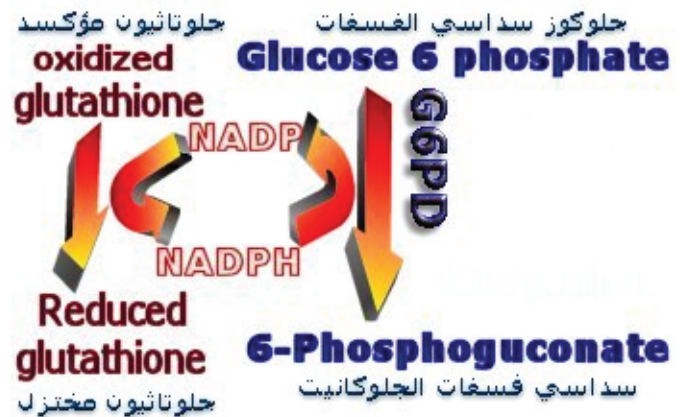 جلوتاثيون مؤكسد
oxidized
glutathione
جلوكوز سداسي الفسفات
Glucose 6 phosphate
G6PD
NADP
NADPH
Reduced
glutathione
جلوتاثيون مختزل
6-Phosphoguconate
سداسي فسفات الجلوكانيت